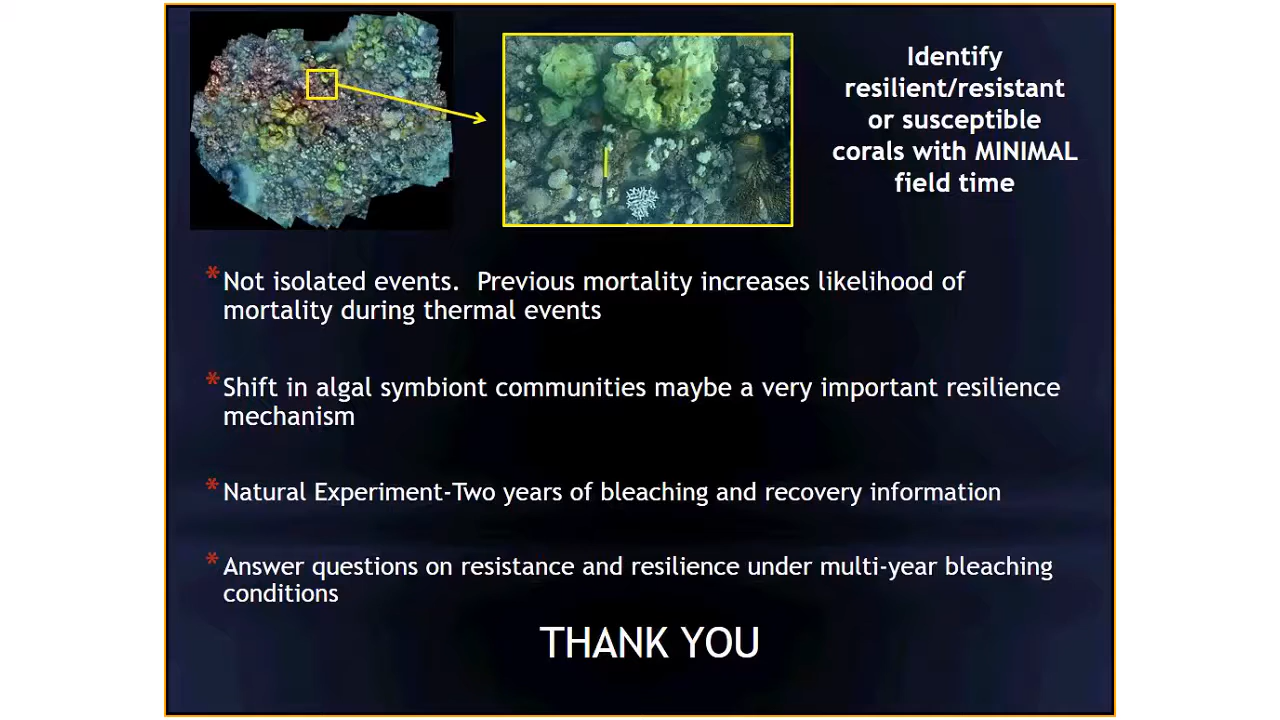 Identify
resilient/resistant
or susceptible
corals with MINIMAL
field time
*Not isolated events.  Previous mortality increases likelihood of
mortality during thermal events
*Shift in algal symbiont communities maybe a very important resilience
mechanism
*Natural Experiment-Two years of bleaching and recovery information
*Answer questions on resistance and resilience under multi-year bleaching
conditions
THANK YOU